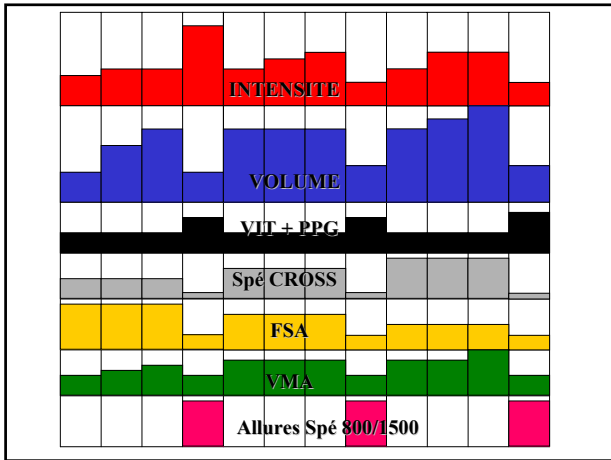 INTENSITE
VOLUME
VIT + PPG
Spé CROSS
FSA
VMA
Allures Spé 800/1500